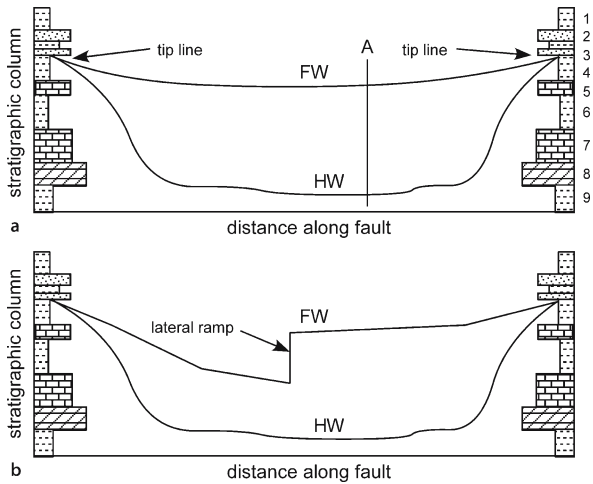 stratigraphic column
tip line
A
tip line
FW
HW
1
2
3
4
5
6
7
8
9
a
distance along fault
stratigraphic column
lateral ramp
FW
HW
b
distance along fault